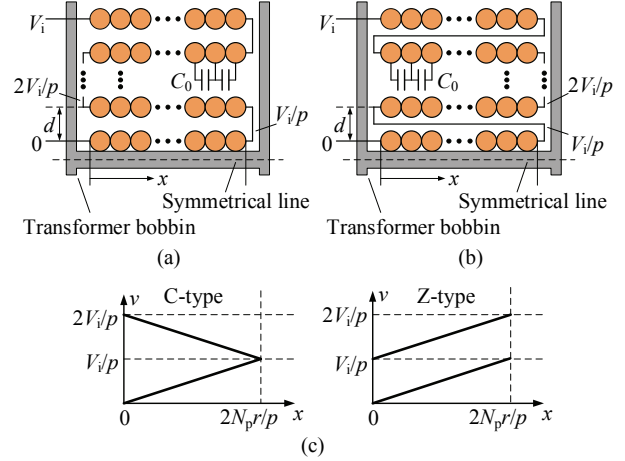 Vᵢ
C₀
2Vᵢ/p
d
Vᵢ/p
0
x
Symmetrical line
Transformer bobbin
(a)
Vᵢ
C₀
2Vᵢ/p
d
Vᵢ/p
0
x
Symmetrical line
Transformer bobbin
(b)
v
C-type
2Vᵢ/p
Vᵢ/p
0
2Nₚr/p
x
v
Z-type
2Vᵢ/p
Vᵢ/p
0
2Nₚr/p
x
(c)